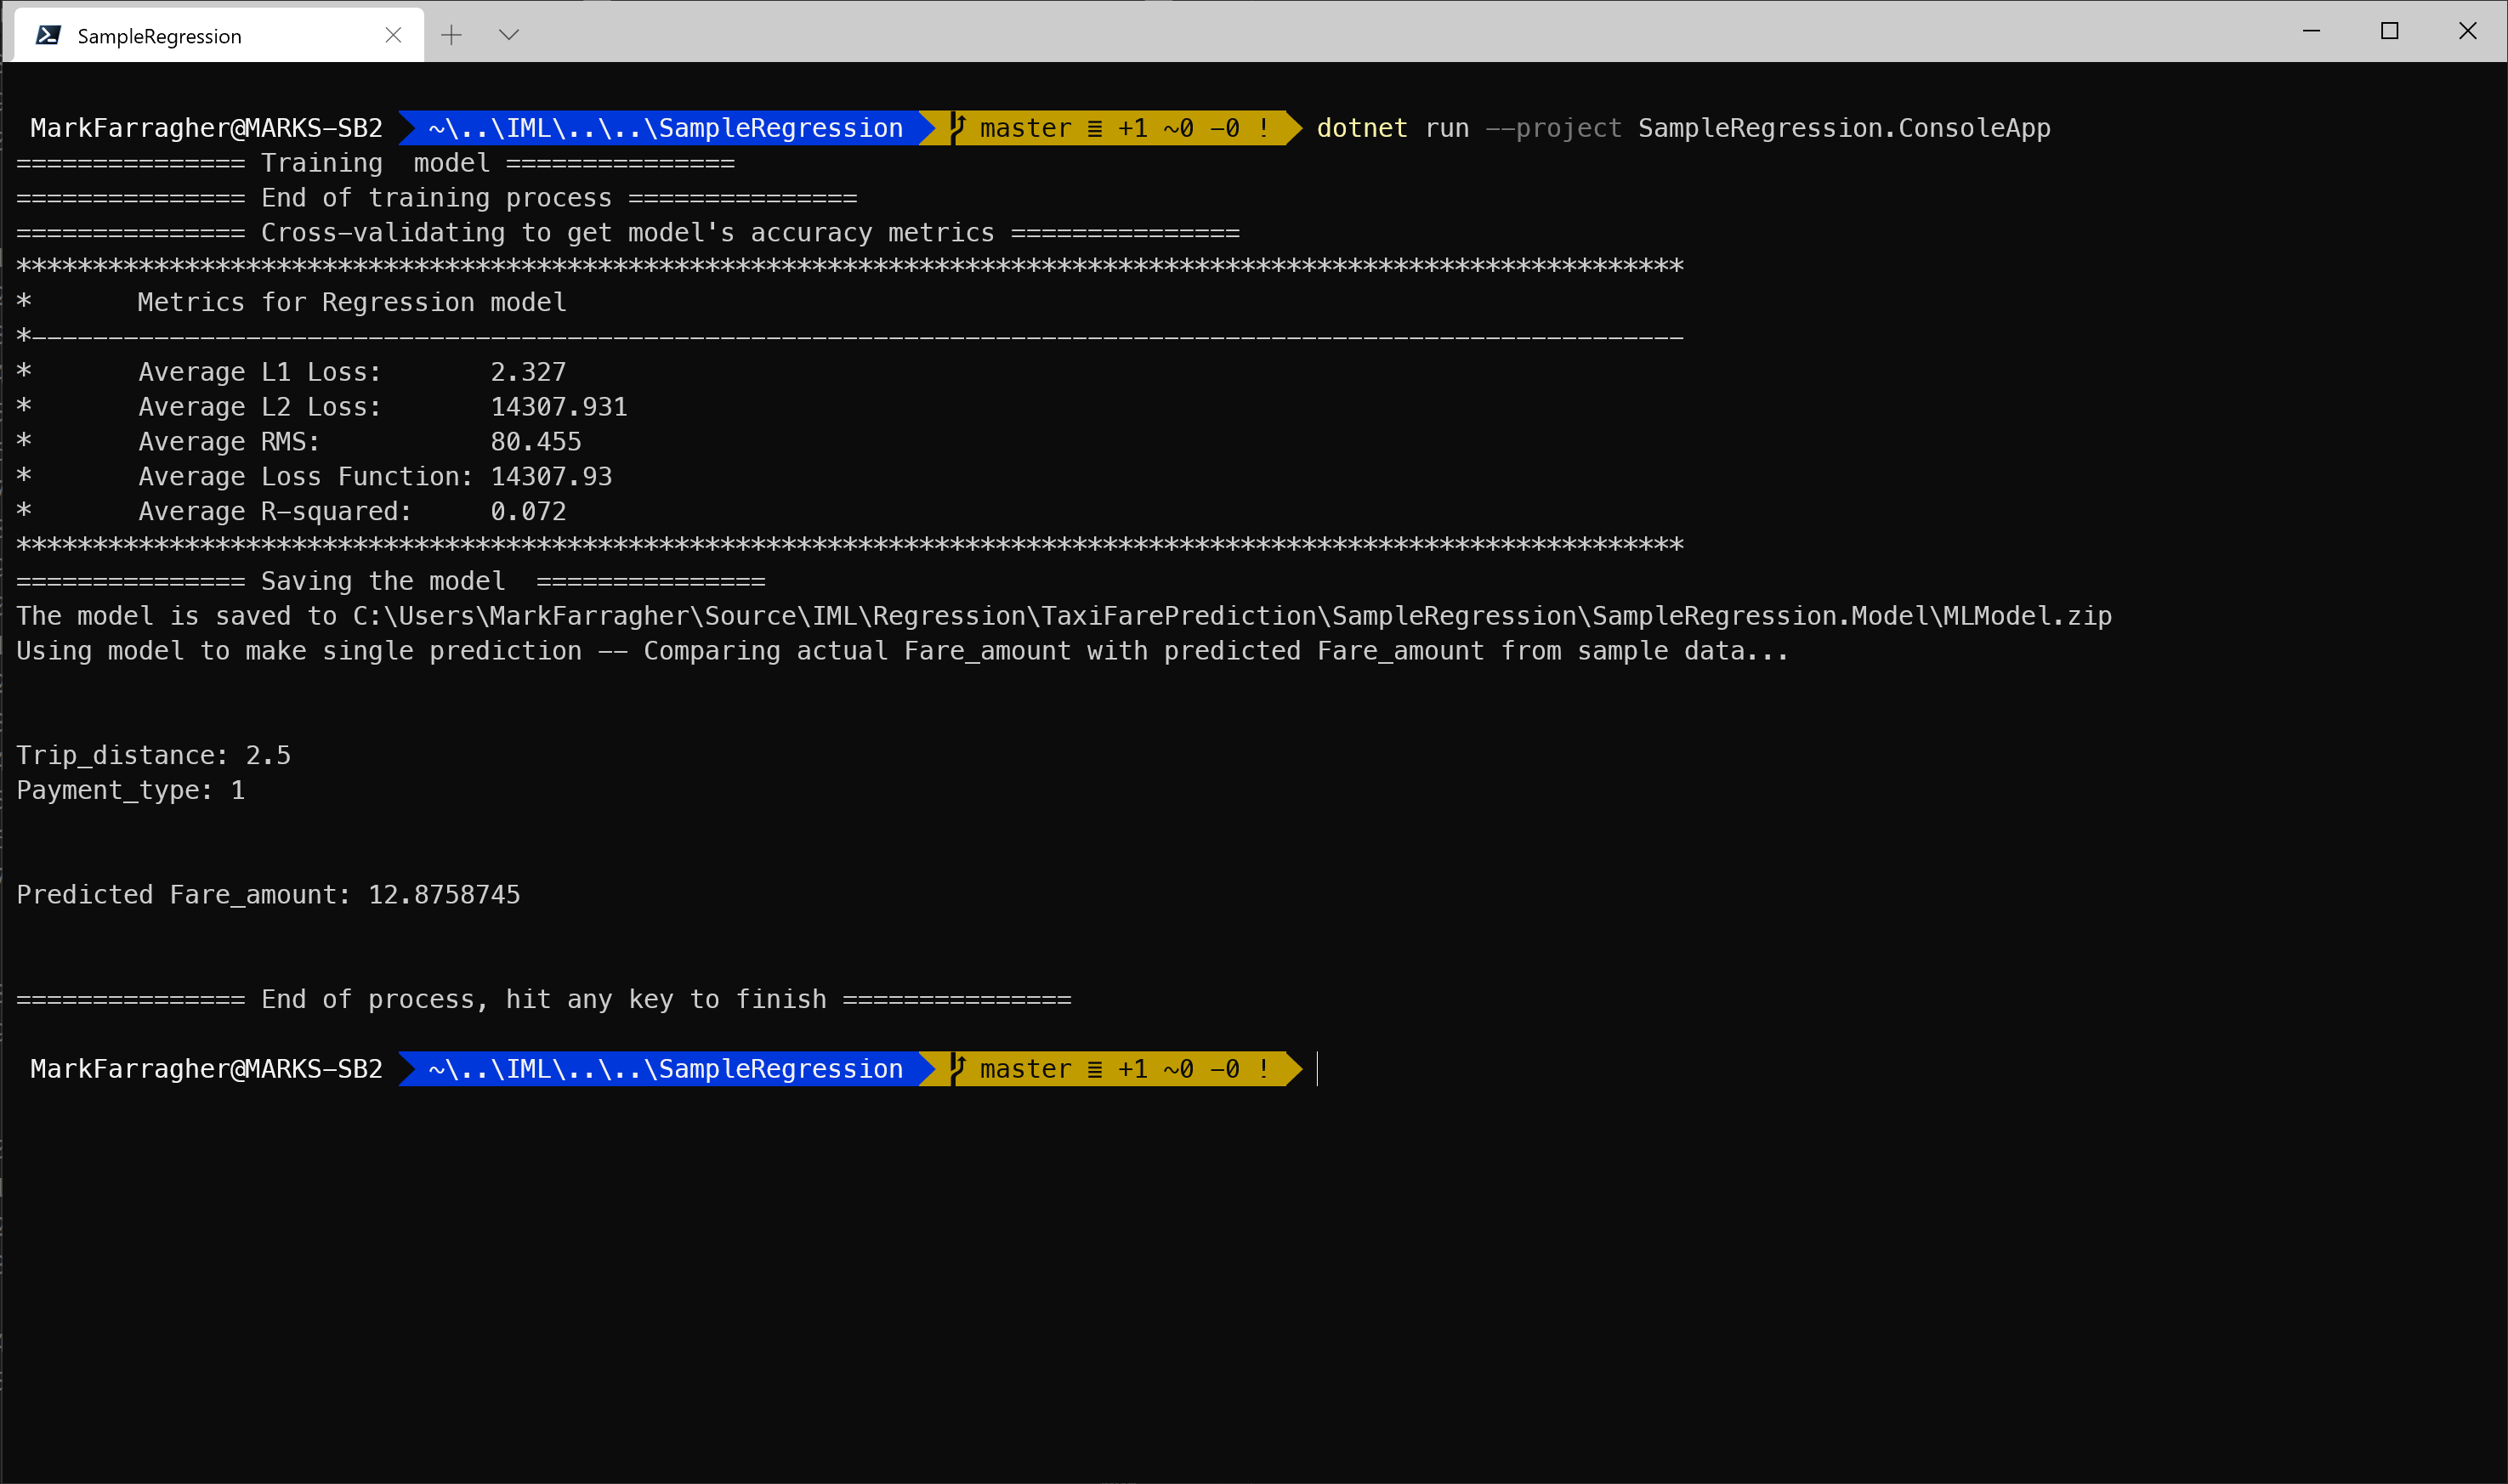 SampleRegression
MarkFarragher@MARKS-SB2 ~\..\IML\..\..\SampleRegression master ≡ +1 ~0 -0 ! dotnet run --project SampleRegression.ConsoleApp
=============== Training  model ===============
=============== End of training process ===============
=============== Cross-validating to get model's accuracy metrics ===============
*************************************************************************************************************
*       Metrics for Regression model
*------------------------------------------------------------------------------------------------------------
*       Average L1 Loss:       2.327
*       Average L2 Loss:       14307.931
*       Average RMS:           80.455
*       Average Loss Function: 14307.93
*       Average R-squared:     0.072
*************************************************************************************************************
=============== Saving the model  ===============
The model is saved to C:\Users\MarkFarragher\Source\IML\Regression\TaxiFarePrediction\SampleRegression\SampleRegression.Model\MLModel.zip
Using model to make single prediction -- Comparing actual Fare_amount with predicted Fare_amount from sample data...
Trip_distance: 2.5
Payment_type: 1
Predicted Fare_amount: 12.8758745
=============== End of process, hit any key to finish ===============
MarkFarragher@MARKS-SB2 ~\..\IML\..\..\SampleRegression master ≡ +1 ~0 -0 !